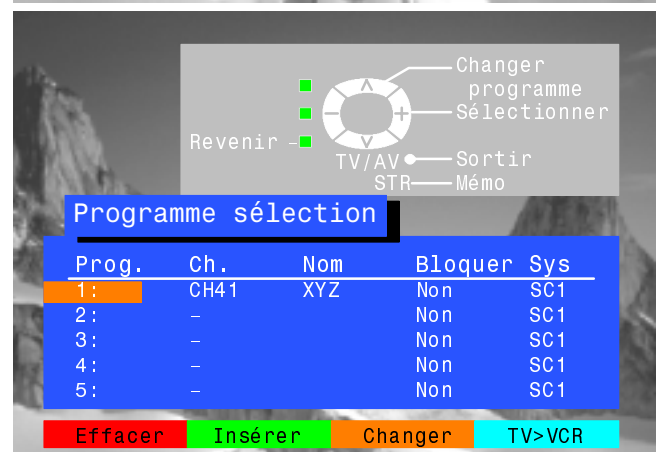 Changer
programme
Sélectionner
Revenir
TV/AV Sortir
STR Mémo
Programme sélection
Prog. Ch. Nom Bloquer Sys
1: CH41 XYZ Non SC1
2: – Non SC1
3: – Non SC1
4: – Non SC1
5: – Non SC1
Effacer Insérer Changer TV>VCR